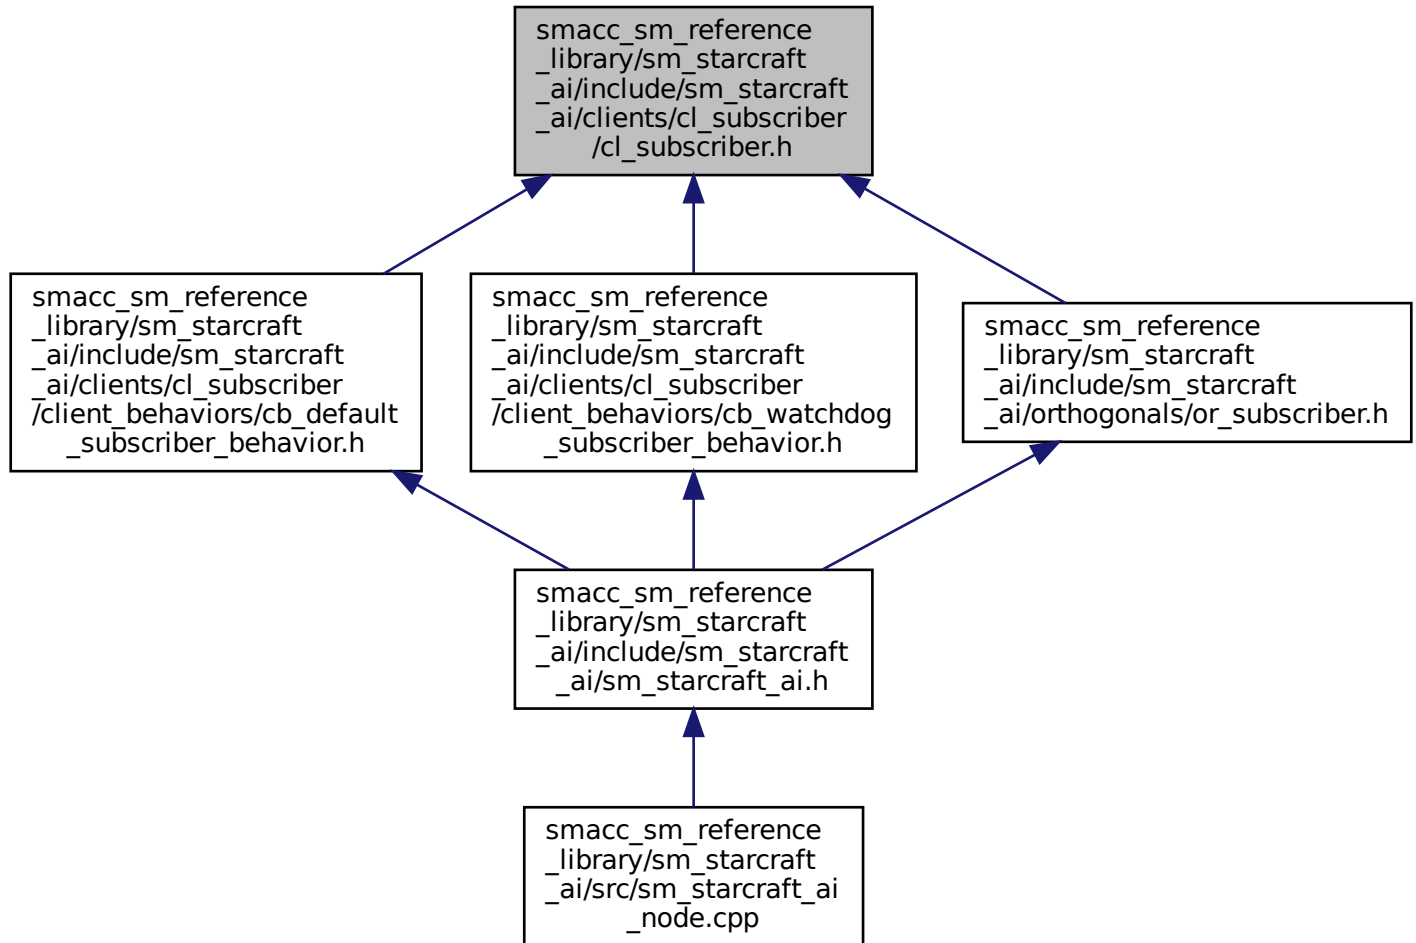 smacc_sm_reference
_library/sm_starcraft
_ai/include/sm_starcraft
_ai/clients/cl_subscriber
/cl_subscriber.h
smacc_sm_reference
_library/sm_starcraft
_ai/include/sm_starcraft
_ai/clients/cl_subscriber
/client_behaviors/cb_default
_subscriber_behavior.h
smacc_sm_reference
_library/sm_starcraft
_ai/include/sm_starcraft
_ai/clients/cl_subscriber
/client_behaviors/cb_watchdog
_subscriber_behavior.h
smacc_sm_reference
_library/sm_starcraft
_ai/include/sm_starcraft
_ai/orthogonals/or_subscriber.h
smacc_sm_reference
_library/sm_starcraft
_ai/include/sm_starcraft
_ai/sm_starcraft_ai.h
smacc_sm_reference
_library/sm_starcraft
_ai/src/sm_starcraft_ai
_node.cpp